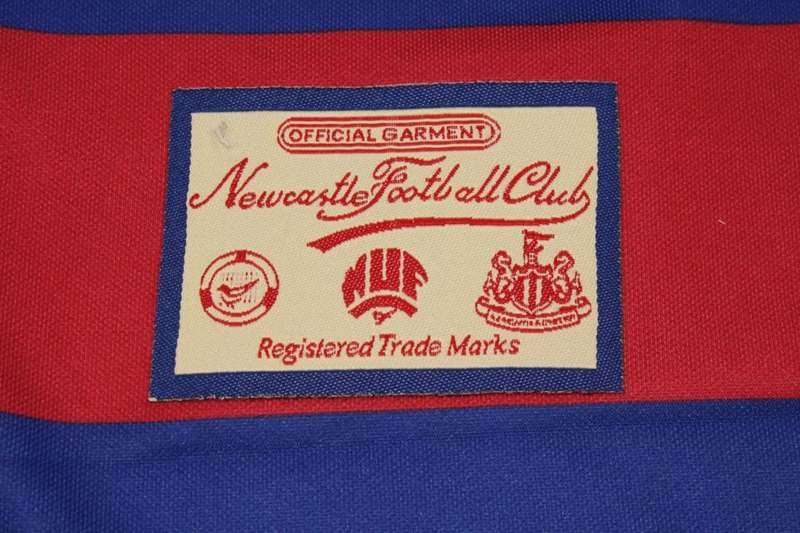 OFFICIAL GARMENT
Newcastle Football Club
NUF
Registered Trade Marks